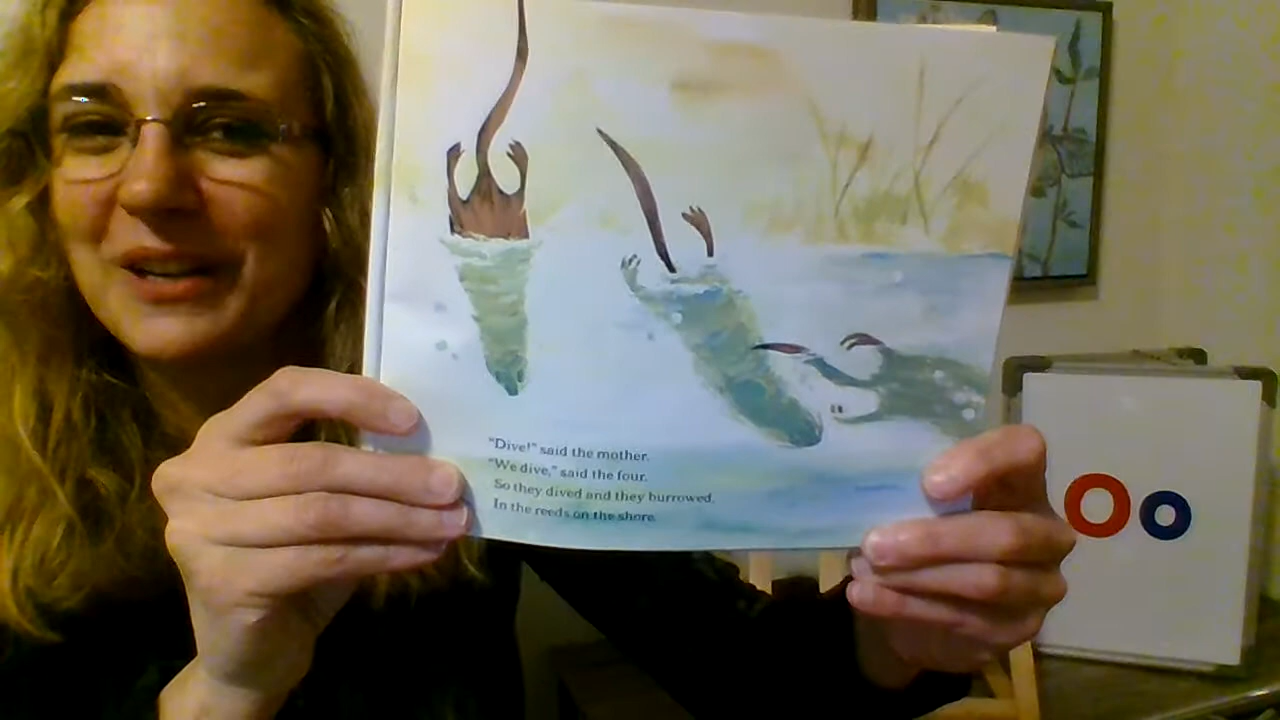 "Dive!" said the mother.
"We dive," said the four.
So they dived and they burrowed.
In the reeds on the shore.
Oo